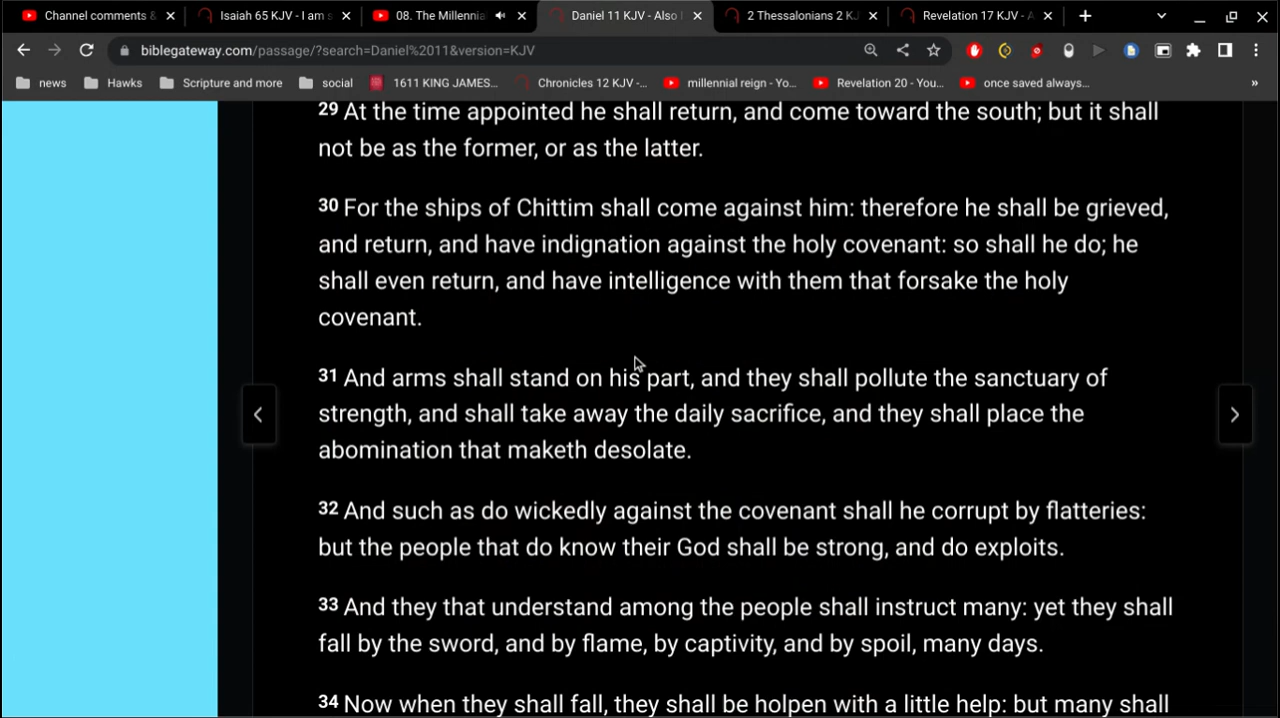 Channel comments &
Isaiah 65 KJV - I am s
08. The Millennia
Daniel 11 KJV - Also
2 Thessalonians 2 K
Revelation 17 KJV - A
biblegateway.com/passage/?search=Daniel%2011&version=KJV
news
Hawks
Scripture and more
social
1611 KING JAMES...
Chronicles 12 KJV -...
millennial reign - Yo...
Revelation 20 - You...
once saved always...
»
29 At the time appointed he shall return, and come toward the south; but it shall
not be as the former, or as the latter.
30 For the ships of Chittim shall come against him: therefore he shall be grieved,
and return, and have indignation against the holy covenant: so shall he do; he
shall even return, and have intelligence with them that forsake the holy
covenant.
31 And arms shall stand on his part, and they shall pollute the sanctuary of
strength, and shall take away the daily sacrifice, and they shall place the
abomination that maketh desolate.
32 And such as do wickedly against the covenant shall he corrupt by flatteries:
but the people that do know their God shall be strong, and do exploits.
33 And they that understand among the people shall instruct many: yet they shall
fall by the sword, and by flame, by captivity, and by spoil, many days.
34 Now when they shall fall, they shall be holpen with a little help: but many shall